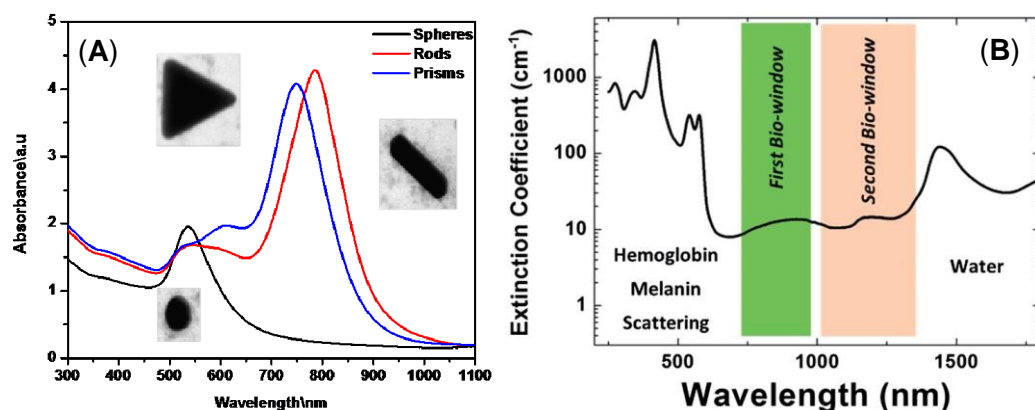 (A)
Spheres
Rods
Prisms
Absorbance\a.u
5
4
3
2
1
0
300 400 500 600 700 800 900 1000 1100
Wavelength\nm
(B)
Extinction Coefficient (cm-1)
1000
100
10
1
First Bio-window
Second Bio-window
Hemoglobin
Melanin
Scattering
Water
500 1000 1500
Wavelength (nm)